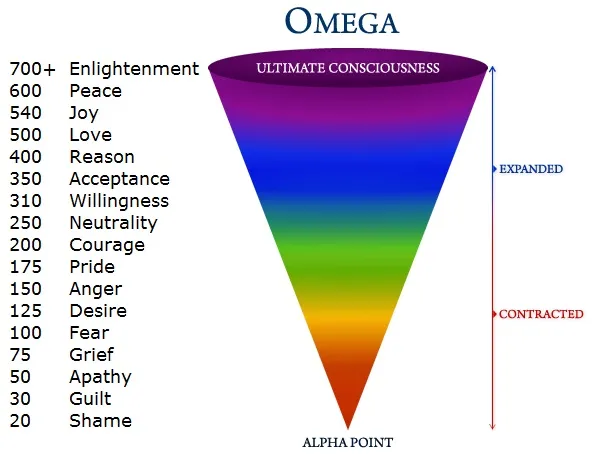 OMEGA
ULTIMATE CONSCIOUSNESS
700+ Enlightenment
600 Peace
540 Joy
500 Love
400 Reason
350 Acceptance
310 Willingness
250 Neutrality
200 Courage
175 Pride
150 Anger
125 Desire
100 Fear
75 Grief
50 Apathy
30 Guilt
20 Shame
EXPANDED
CONTRACTED
ALPHA POINT